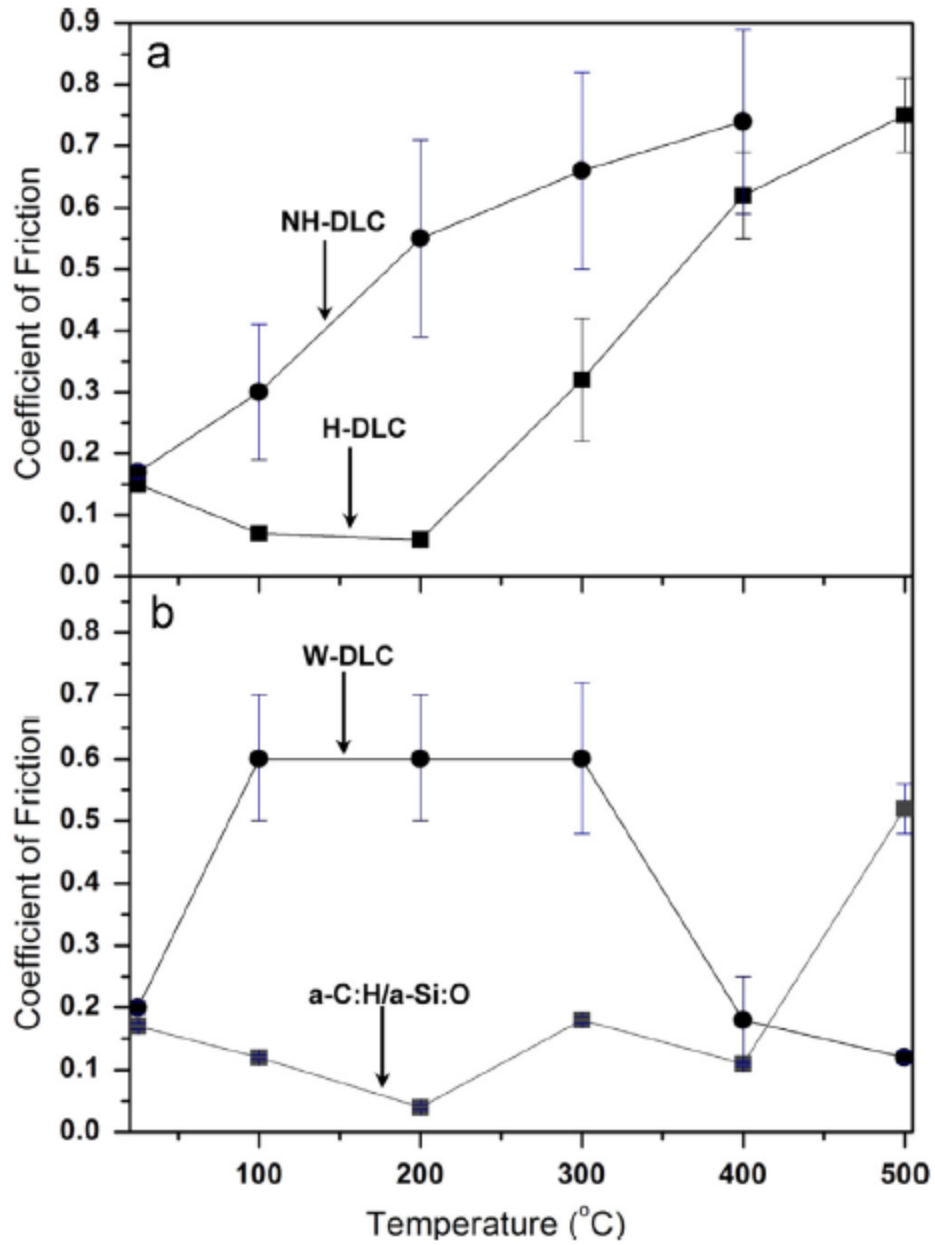 a
0.9
0.8
0.7
0.6
0.5
0.4
0.3
0.2
0.1
0.0
Coefficient of Friction
NH-DLC
H-DLC
b
0.8
0.7
0.6
0.5
0.4
0.3
0.2
0.1
0.0
Coefficient of Friction
W-DLC
a-C:H/a-Si:O
100 200 300 400 500
Temperature (°C)